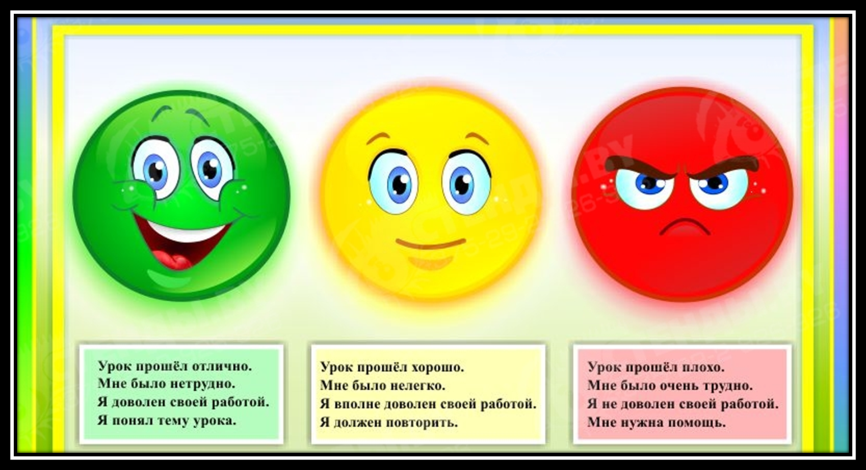 Урок прошёл отлично.
Мне было нетрудно.
Я доволен своей работой.
Я понял тему урока.
Урок прошёл хорошо.
Мне было нелегко.
Я вполне доволен своей работой.
Я должен повторить.
Урок прошёл плохо.
Мне было очень трудно.
Я не доволен своей работой.
Мне нужна помощь.